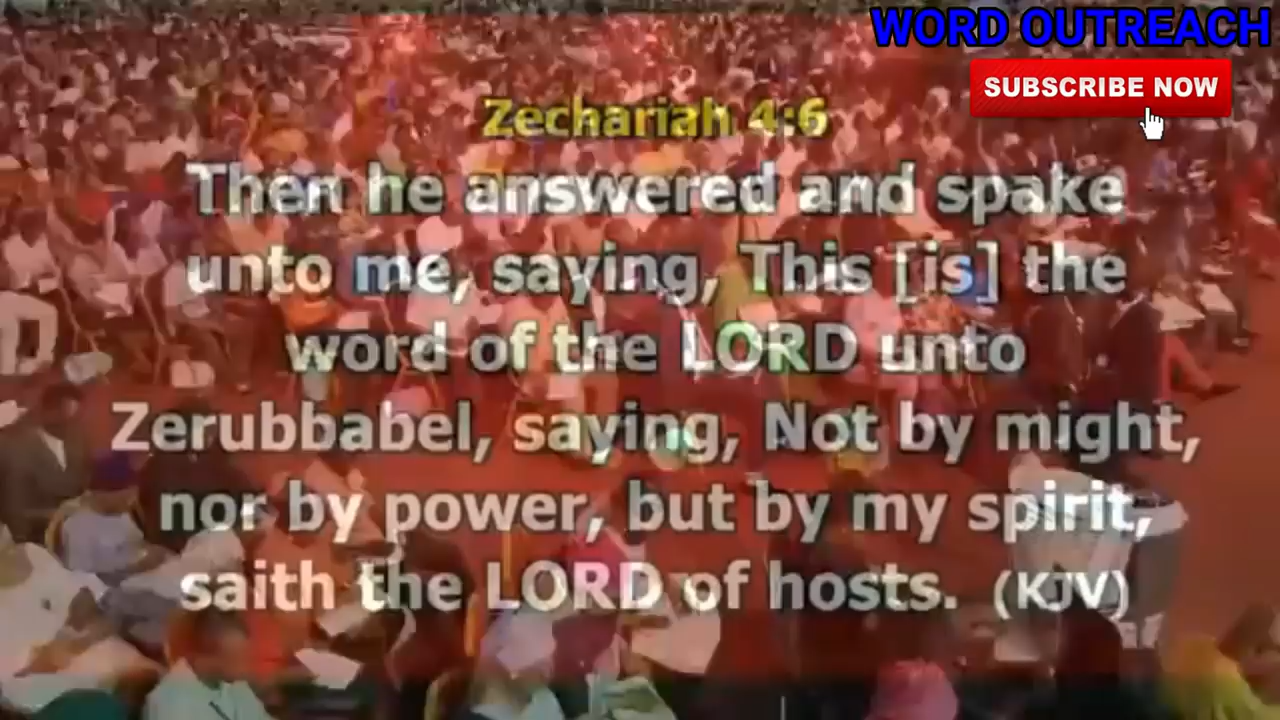 WORD OUTREACH
SUBSCRIBE NOW
Zechariah 4:6
Then he answered and spake
unto me, saying, This [is] the
word of the LORD unto
Zerubbabel, saying, Not by might,
nor by power, but by my spirit,
saith the LORD of hosts. (KJV)